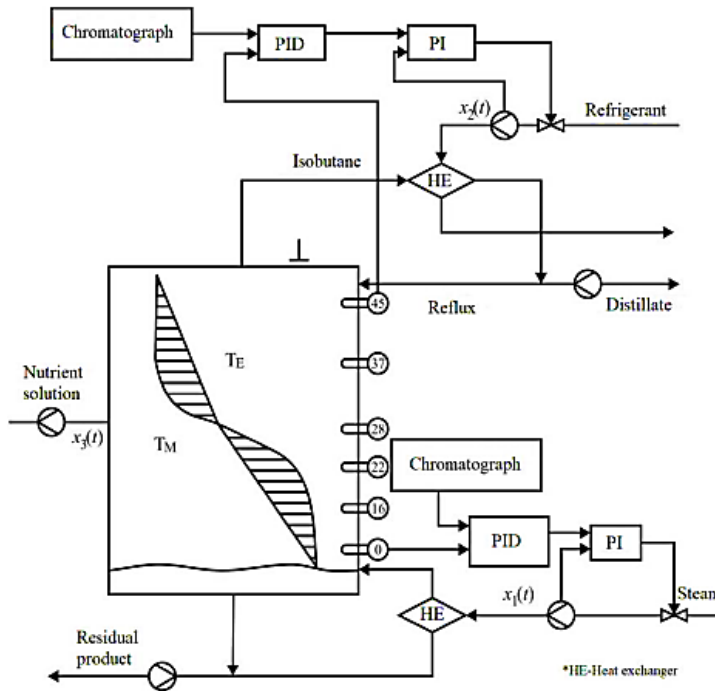 Chromatograph
PID
PI
x₂(t)
Refrigerant
Isobutane
HE
Reflux
Distillate
45
T_E
37
Nutrient
solution
x₃(t)
T_M
28
Chromatograph
22
16
PID
PI
0
x₁(t)
Steam
HE
Residual
product
*HE-Heat exchanger